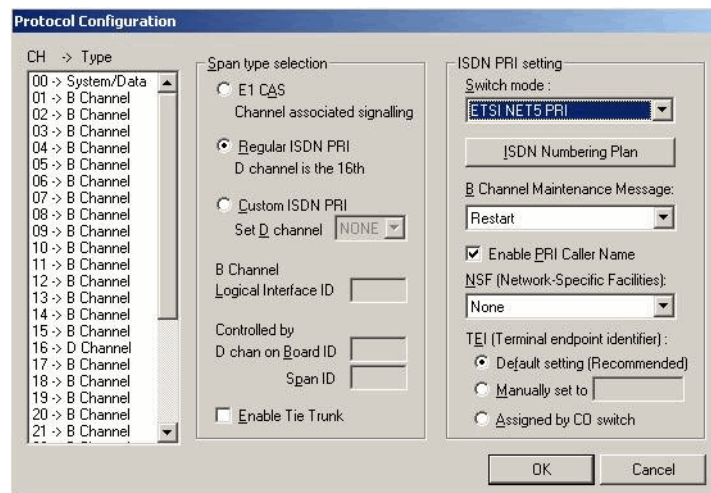 Protocol Configuration
CH -> Type
00 -> System/Data
01 -> B Channel
02 -> B Channel
03 -> B Channel
04 -> B Channel
05 -> B Channel
06 -> B Channel
07 -> B Channel
08 -> B Channel
09 -> B Channel
10 -> B Channel
11 -> B Channel
12 -> B Channel
13 -> B Channel
14 -> B Channel
15 -> B Channel
16 -> D Channel
17 -> B Channel
18 -> B Channel
19 -> B Channel
20 -> B Channel
21 -> B Channel
Span type selection
E1 CAS
Channel associated signalling
Regular ISDN PRI
D channel is the 16th
Custom ISDN PRI
Set D channel NONE
B Channel
Logical Interface ID
Controlled by
D chan on Board ID
Span ID
Enable Tie Trunk
ISDN PRI setting
Switch mode :
ETSI NET5 PRI
ISDN Numbering Plan
B Channel Maintenance Message:
Restart
Enable PRI Caller Name
NSF (Network-Specific Facilities):
None
TEI (Terminal endpoint identifier) :
Default setting (Recommended)
Manually set to
Assigned by CO switch
OK
Cancel